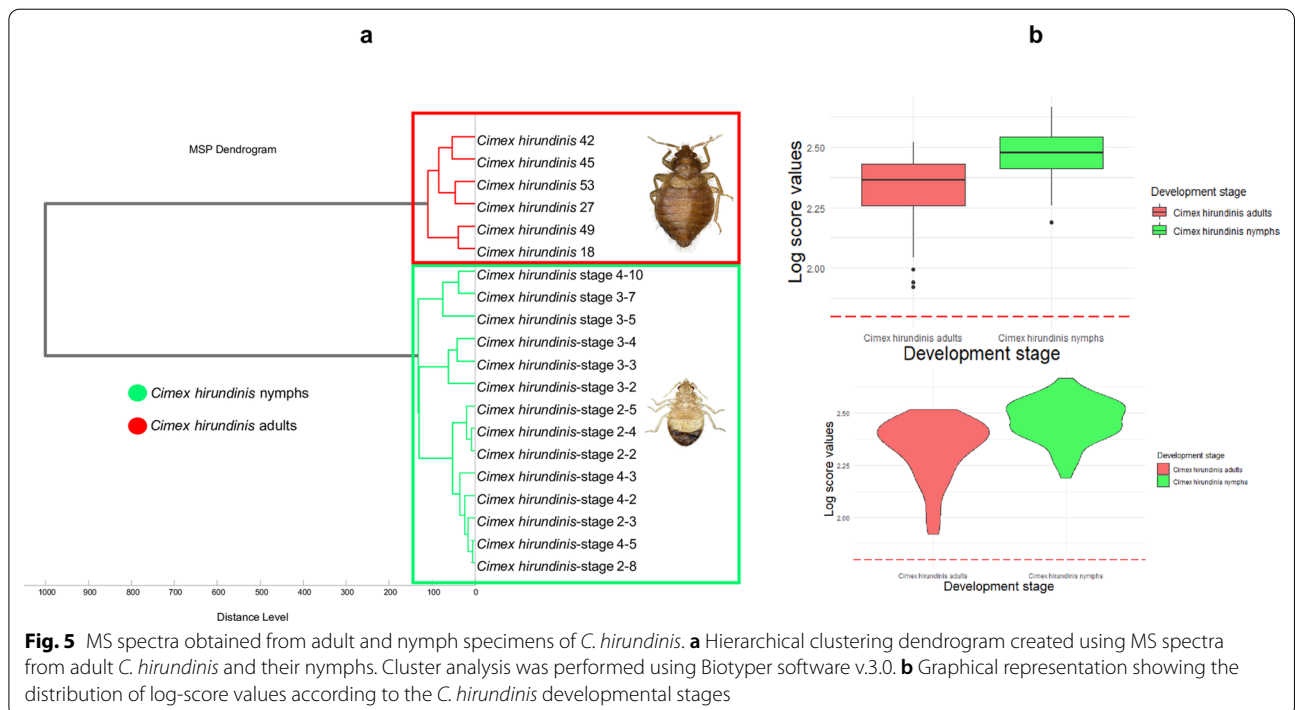 a
MSP Dendrogram
Cimex hirundinis 42
Cimex hirundinis 45
Cimex hirundinis 53
Cimex hirundinis 27
Cimex hirundinis 49
Cimex hirundinis 18
Cimex hirundinis stage 4-10
Cimex hirundinis stage 3-7
Cimex hirundinis stage 3-5
Cimex hirundinis-stage 3-4
Cimex hirundinis-stage 3-3
Cimex hirundinis-stage 3-2
Cimex hirundinis-stage 2-5
Cimex hirundinis-stage 2-4
Cimex hirundinis-stage 2-2
Cimex hirundinis-stage 4-3
Cimex hirundinis-stage 4-2
Cimex hirundinis-stage 2-3
Cimex hirundinis-stage 4-5
Cimex hirundinis-stage 2-8
Cimex hirundinis nymphs
Cimex hirundinis adults
1000 900 800 700 600 500 400 300 200 100 0
Distance Level
b
Log score values
2.50
2.25
2.00
Cimex hirundinis adults Cimex hirundinis nymphs
Development stage
Development stage
Cimex hirundinis adults
Cimex hirundinis nymphs
Log score values
2.50
2.25
2.00
Cimex hirundinis adults Cimex hirundinis nymphs
Development stage
Development stage
Cimex hirundinis adults
Cimex hirundinis nymphs
Fig. 5 MS spectra obtained from adult and nymph specimens of C. hirundinis. a Hierarchical clustering dendrogram created using MS spectra
from adult C. hirundinis and their nymphs. Cluster analysis was performed using Biotyper software v.3.0. b Graphical representation showing the
distribution of log-score values according to the C. hirundinis developmental stages